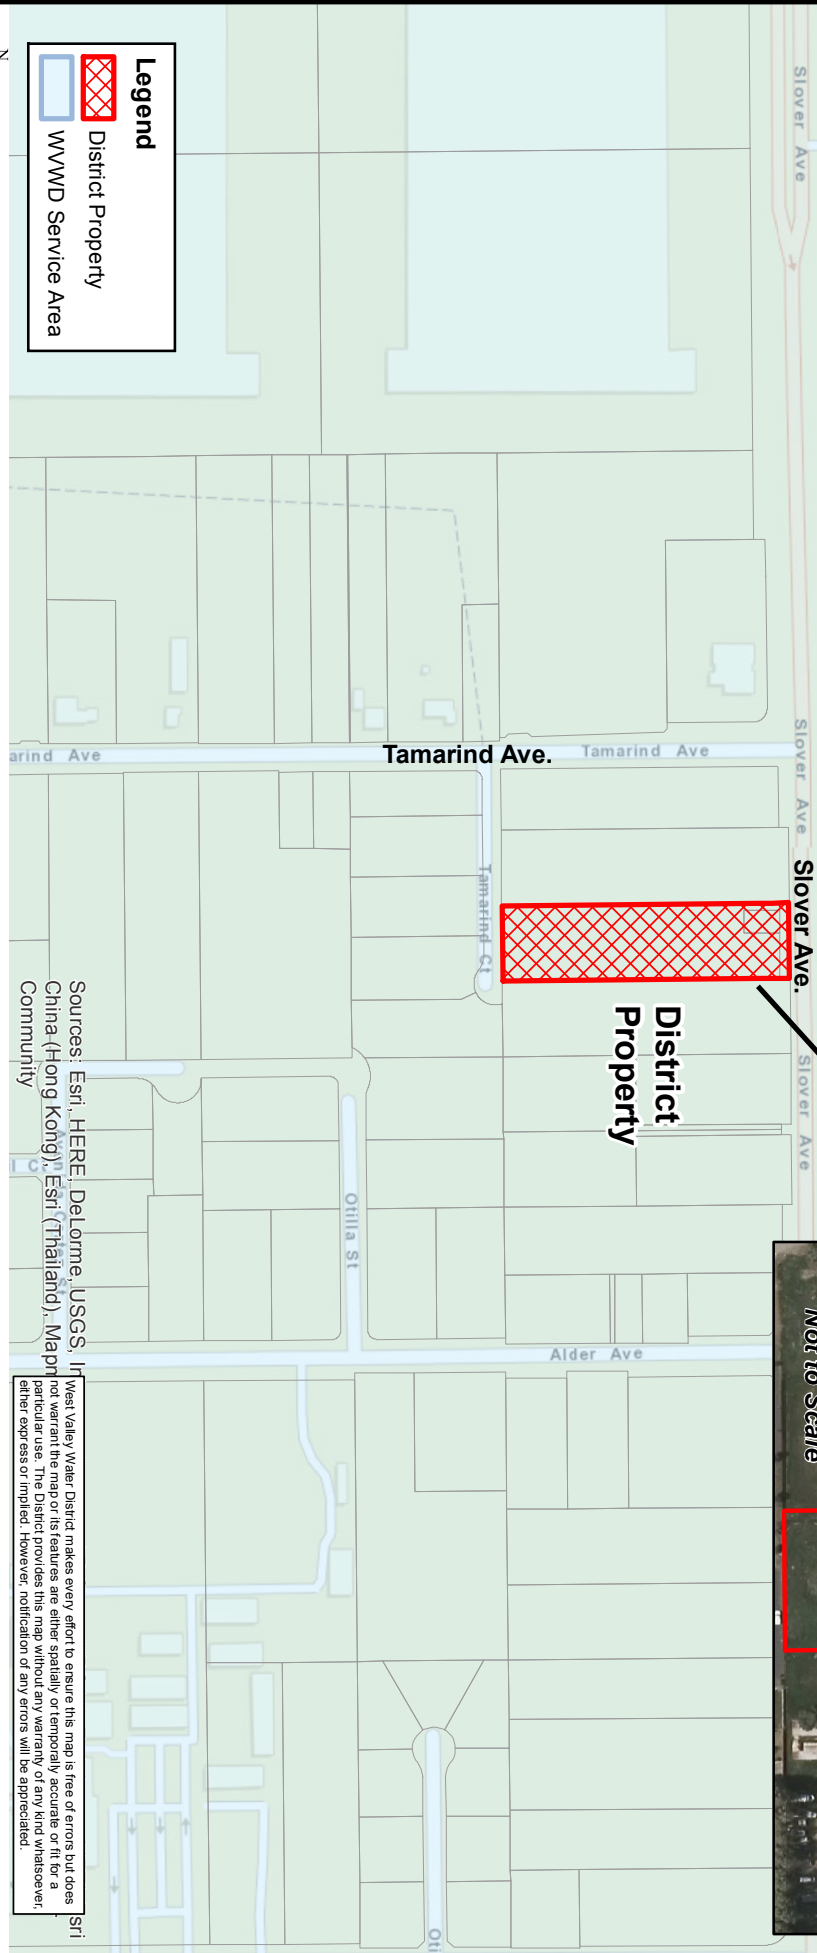 Legend
District Property
WVWD Service Area
N
Slover Ave
Slover Ave
Slover Ave.
Slover Ave
Tamarind Ave
Tamarind Ave.
arind Ave
Tamarind Ct
District
Property
Otilla St
Alder Ave
Oti
Not to Scale
Sources: Esri, HERE, DeLorme, USGS, In
China (Hong Kong), Esri (Thailand), Mapm
Community
sri
West Valley Water District makes every effort to ensure this map is free of errors but does
not warrant the map or its features are either spatially or temporally accurate or fit for a
particular use. The District provides this map without any warranty of any kind whatsoever,
either express or implied. However, notification of any errors will be appreciated.